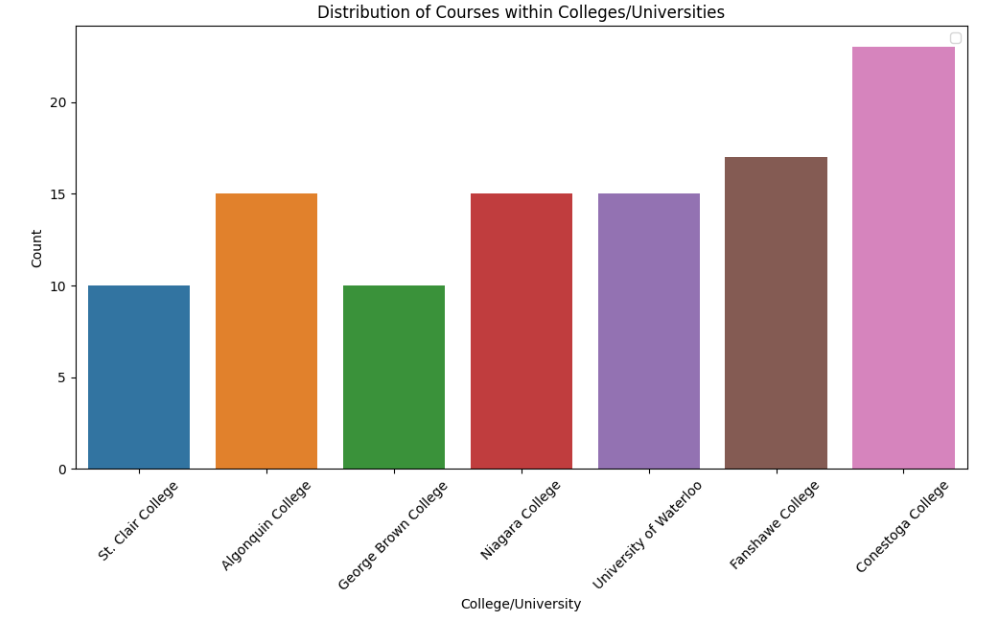 Distribution of Courses within Colleges/Universities
20
15
10
5
0
Count
St. Clair College
Algonquin College
George Brown College
Niagara College
University of Waterloo
Fanshawe College
Conestoga College
College/University